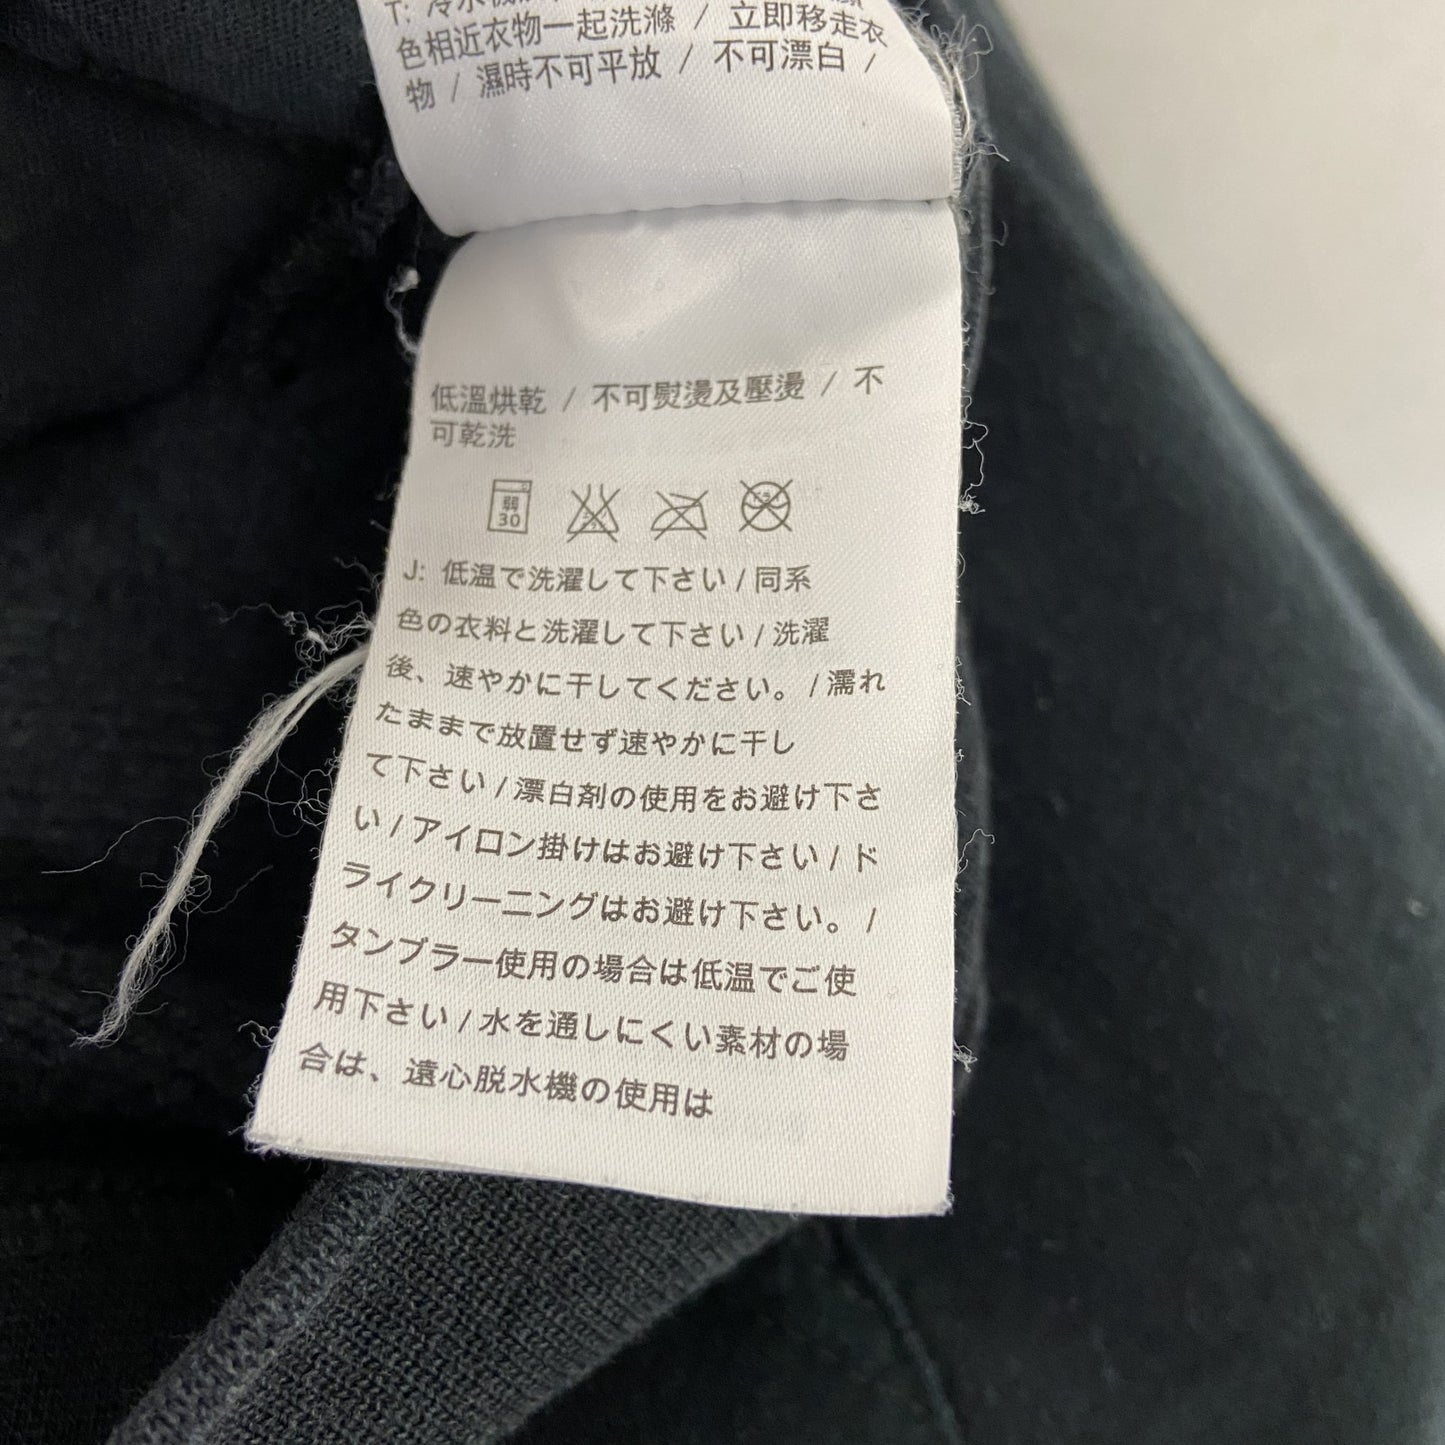 T: 冷水機
色相近衣物一起洗滌 / 立即移走衣
物 / 濕時不可平放 / 不可漂白 /
低溫烘乾 / 不可熨燙及壓燙 / 不
可乾洗
弱
30
J: 低温で洗濯して下さい / 同系
色の衣料と洗濯して下さい / 洗濯
後、速やかに干してください。 / 濡れ
たままで放置せず速やかに干し
て下さい / 漂白剤の使用をお避け下さ
い / アイロン掛けはお避け下さい / ド
ライクリーニングはお避け下さい。 /
タンブラー使用の場合は低温でご使
用下さい / 水を通しにくい素材の場
合は、遠心脱水機の使用は